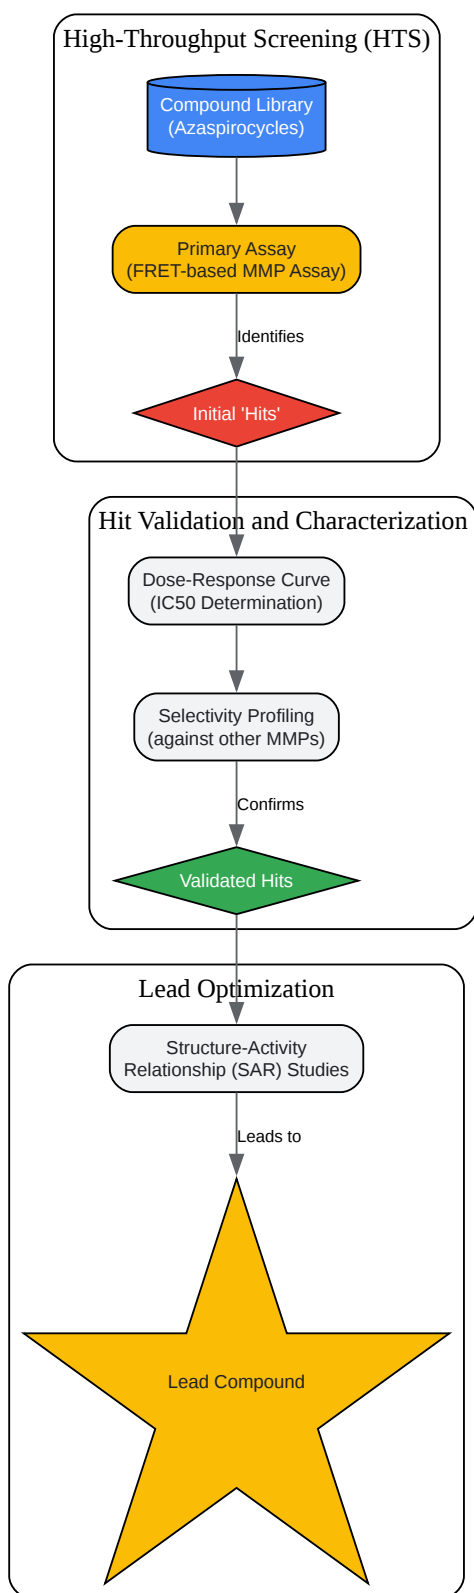 High-Throughput Screening (HTS)
Compound Library
(Azaspirocycles)
Primary Assay
(FRET-based MMP Assay)
Identifies
Initial 'Hits'
Hit Validation and Characterization
Dose-Response Curve
(IC50 Determination)
Selectivity Profiling
(against other MMPs)
Confirms
Validated Hits
Lead Optimization
Structure-Activity
Relationship (SAR) Studies
Leads to
Lead Compound